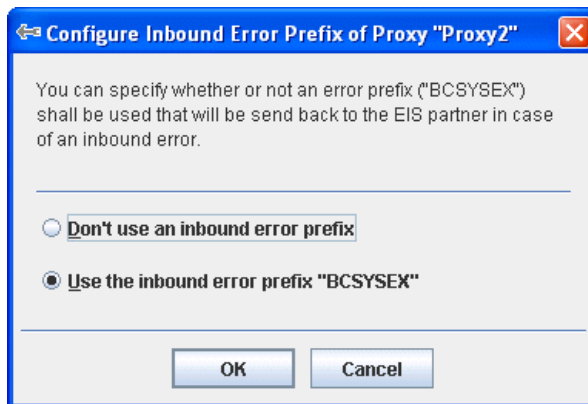 Configure Inbound Error Prefix of Proxy "Proxy2"
You can specify whether or not an error prefix ("BCSYSEX")
shall be used that will be send back to the EIS partner in case
of an inbound error.
Don't use an inbound error prefix
Use the inbound error prefix "BCSYSEX"
OK
Cancel